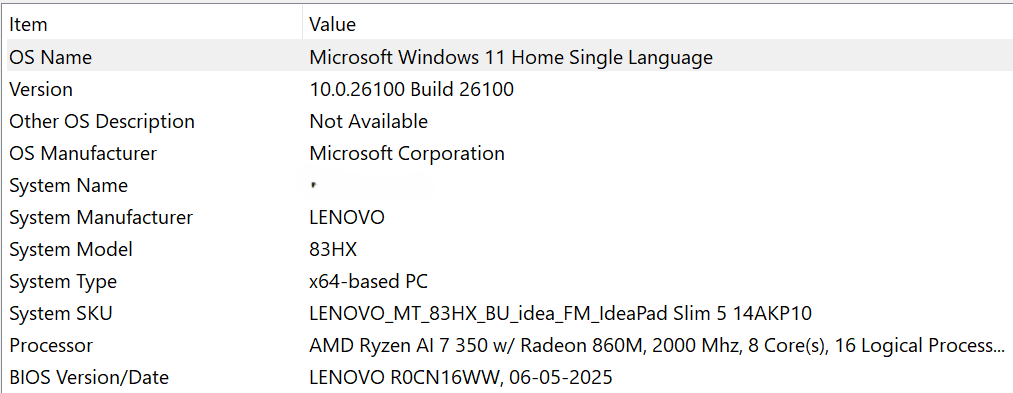 Item Value
OS Name Microsoft Windows 11 Home Single Language
Version 10.0.26100 Build 26100
Other OS Description Not Available
OS Manufacturer Microsoft Corporation
System Name
System Manufacturer LENOVO
System Model 83HX
System Type x64-based PC
System SKU LENOVO_MT_83HX_BU_idea_FM_IdeaPad Slim 5 14AKP10
Processor AMD Ryzen AI 7 350 w/ Radeon 860M, 2000 Mhz, 8 Core(s), 16 Logical Process...
BIOS Version/Date LENOVO R0CN16WW, 06-05-2025